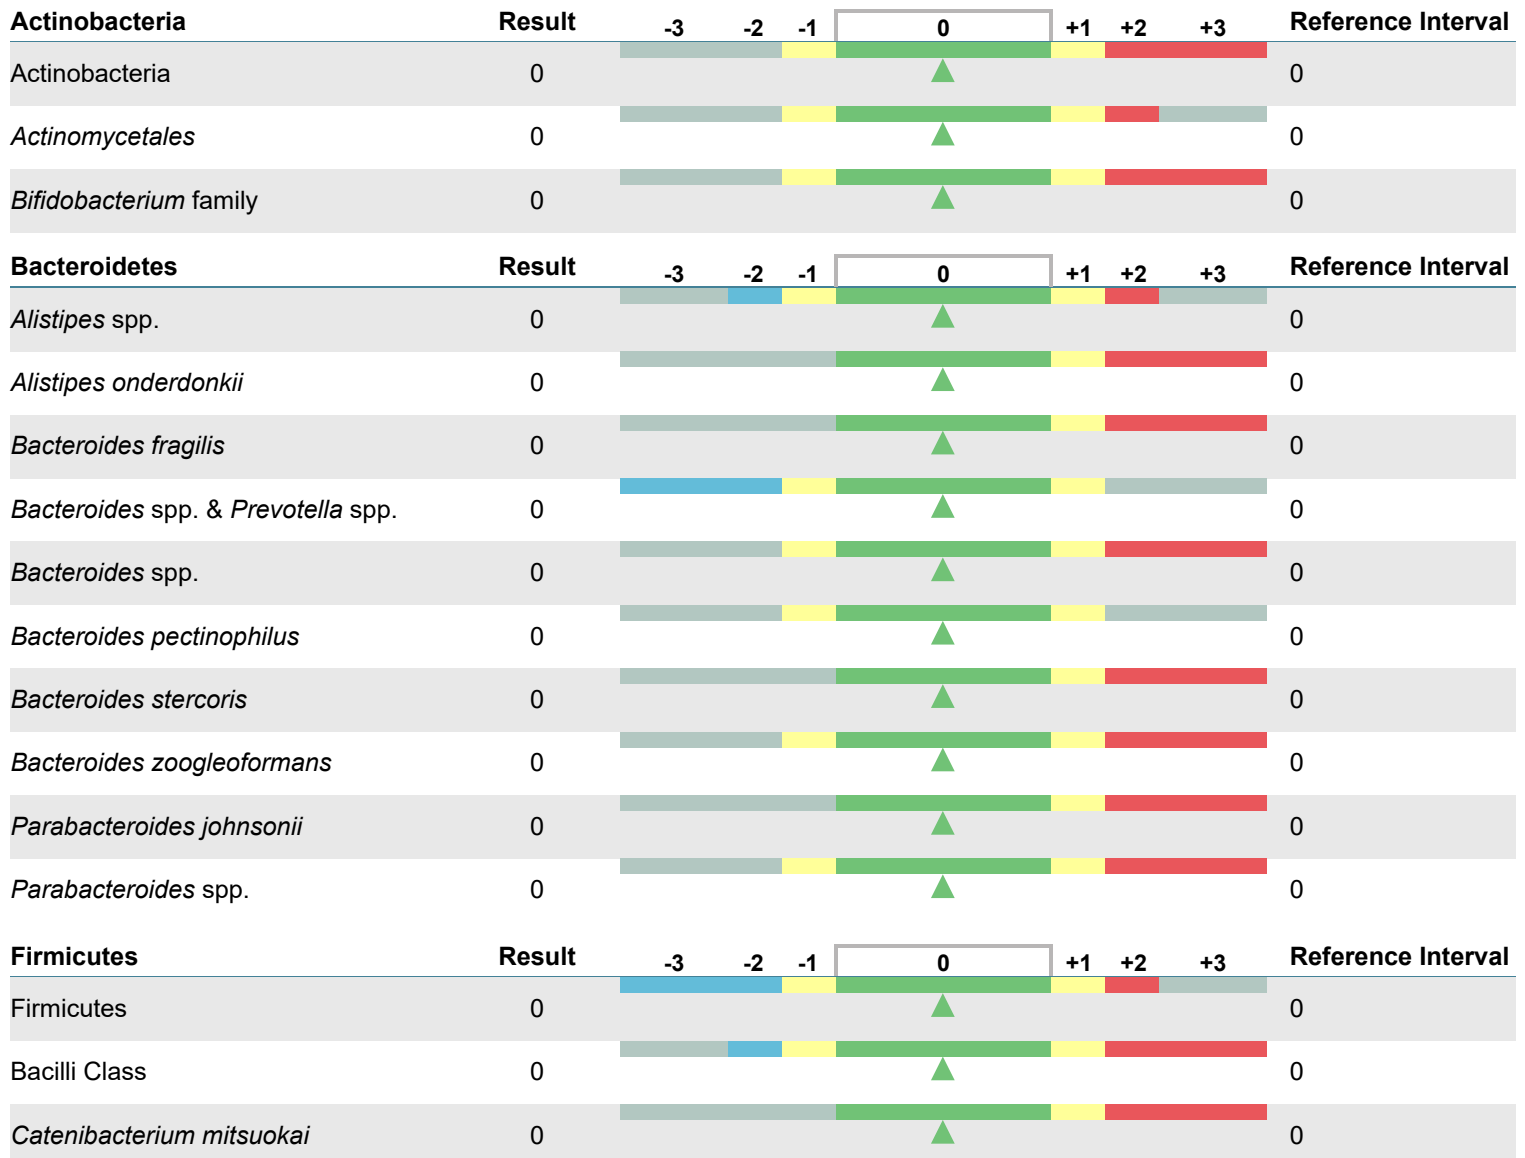 Actinobacteria Result -3 -2 -1 0 +1 +2 +3 Reference Interval
Actinobacteria 0 0
Actinomycetales 0 0
Bifidobacterium family 0 0
Bacteroidetes Result -3 -2 -1 0 +1 +2 +3 Reference Interval
Alistipes spp. 0 0
Alistipes onderdonkii 0 0
Bacteroides fragilis 0 0
Bacteroides spp. & Prevotella spp. 0 0
Bacteroides spp. 0 0
Bacteroides pectinophilus 0 0
Bacteroides stercoris 0 0
Bacteroides zoogleoformans 0 0
Parabacteroides johnsonii 0 0
Parabacteroides spp. 0 0
Firmicutes Result -3 -2 -1 0 +1 +2 +3 Reference Interval
Firmicutes 0 0
Bacilli Class 0 0
Catenibacterium mitsuokai 0 0